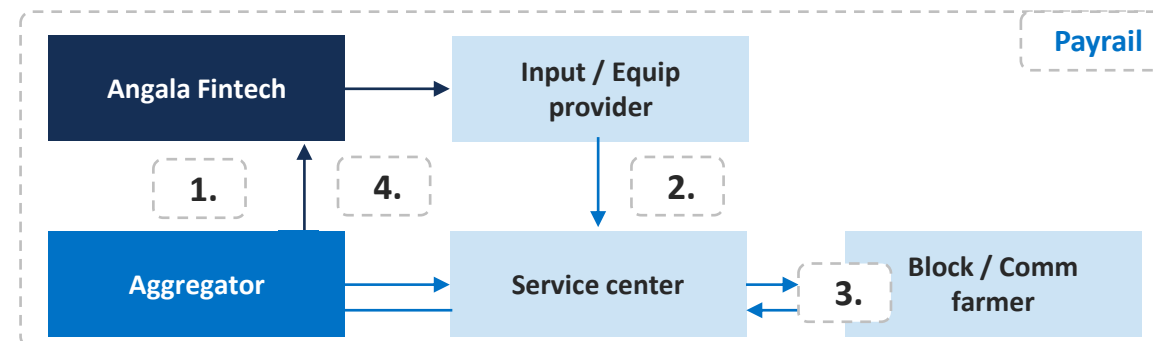 Payrail
Angala Fintech
Input / Equip
provider
1.
4.
2.
Aggregator
Service center
3.
Block / Comm
farmer